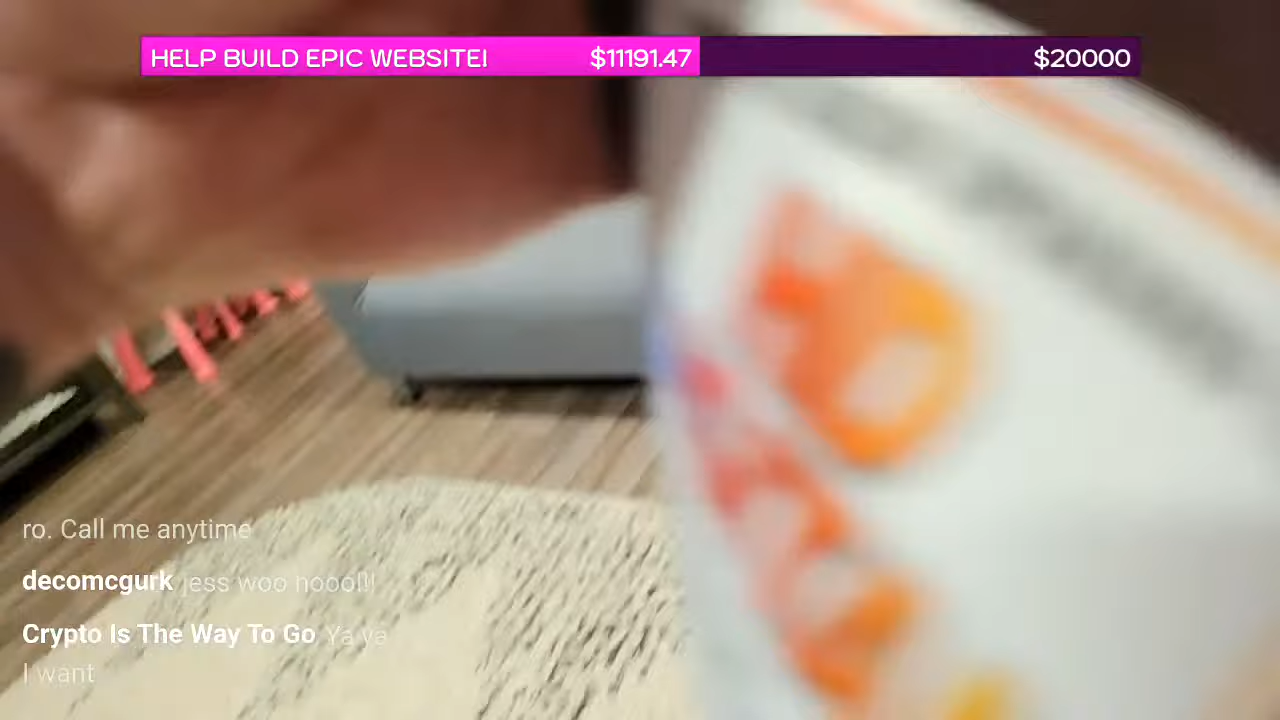 HELP BUILD EPIC WEBSITE! $11191.47 $20000
ro. Call me anytime
decomcgurk jess woo noool!!
Crypto Is The Way To Go Ya ya
I want